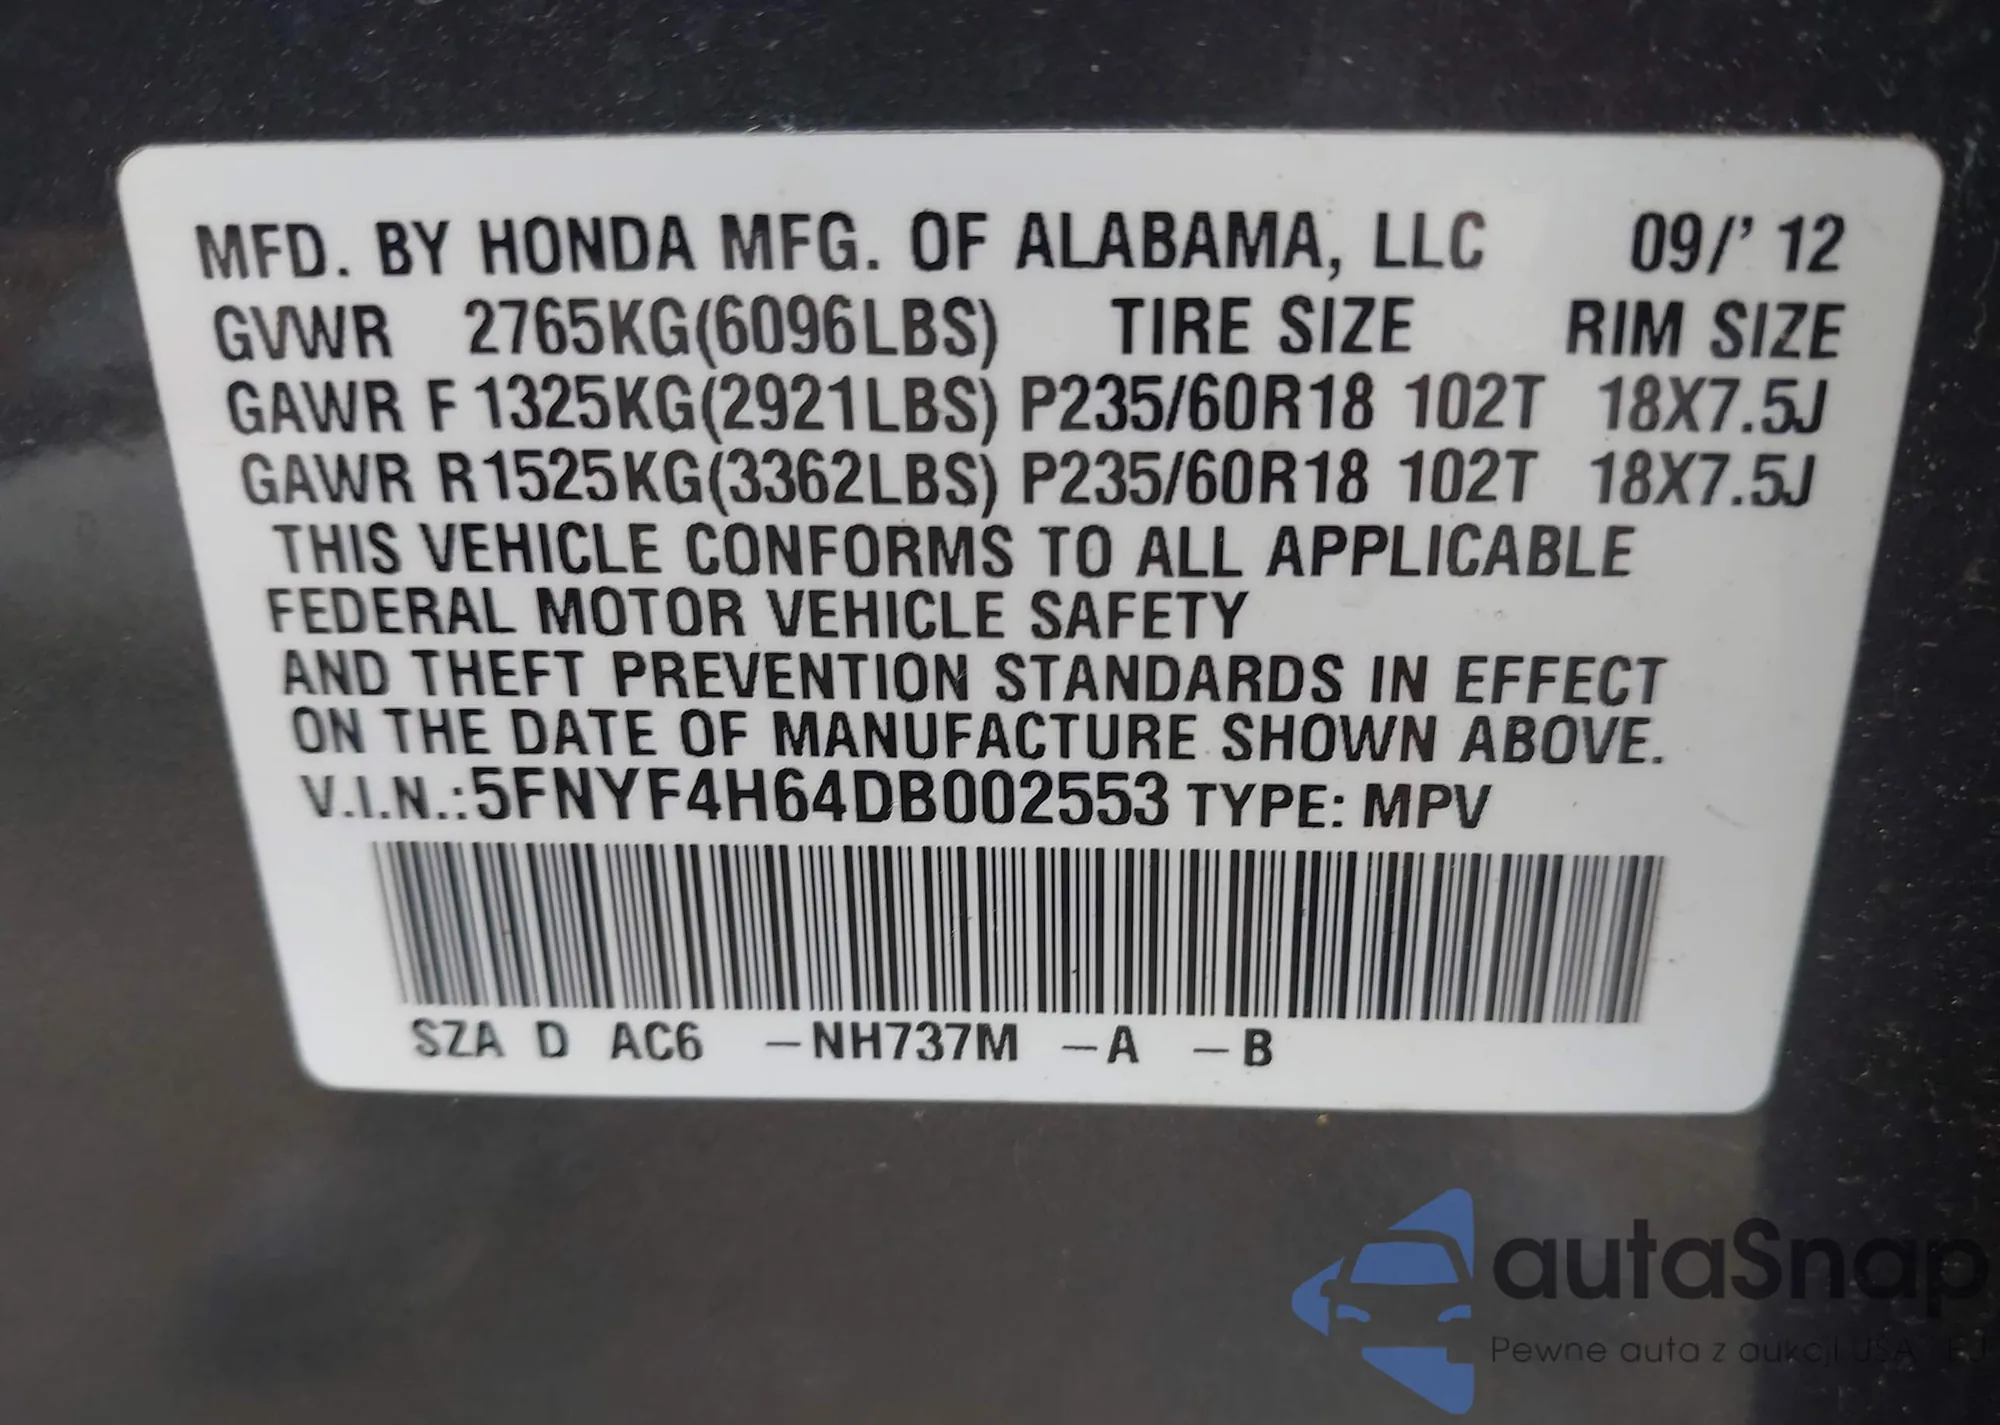 MFD. BY HONDA MFG. OF ALABAMA, LLC 09/' 12
GVWR 2765KG(6096LBS) TIRE SIZE RIM SIZE
GAWR F 1325KG(2921LBS) P235/60R18 102T 18X7.5J
GAWR R1525KG(3362LBS) P235/60R18 102T 18X7.5J
THIS VEHICLE CONFORMS TO ALL APPLICABLE
FEDERAL MOTOR VEHICLE SAFETY
AND THEFT PREVENTION STANDARDS IN EFFECT
ON THE DATE OF MANUFACTURE SHOWN ABOVE.
V.I.N.:5FNYF4H64DB002553 TYPE: MPV
SZA D AC6 –NH737M –A –B
autaSnap
Pewne auta z aukcji USA